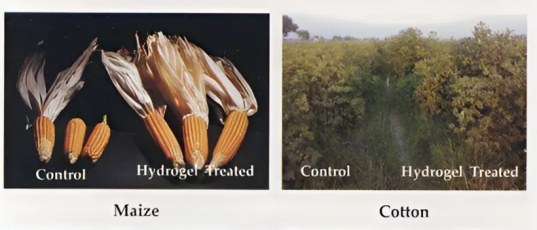 Control
Hydrogel Treated
Control
Hydrogel Treated
Maize
Cotton